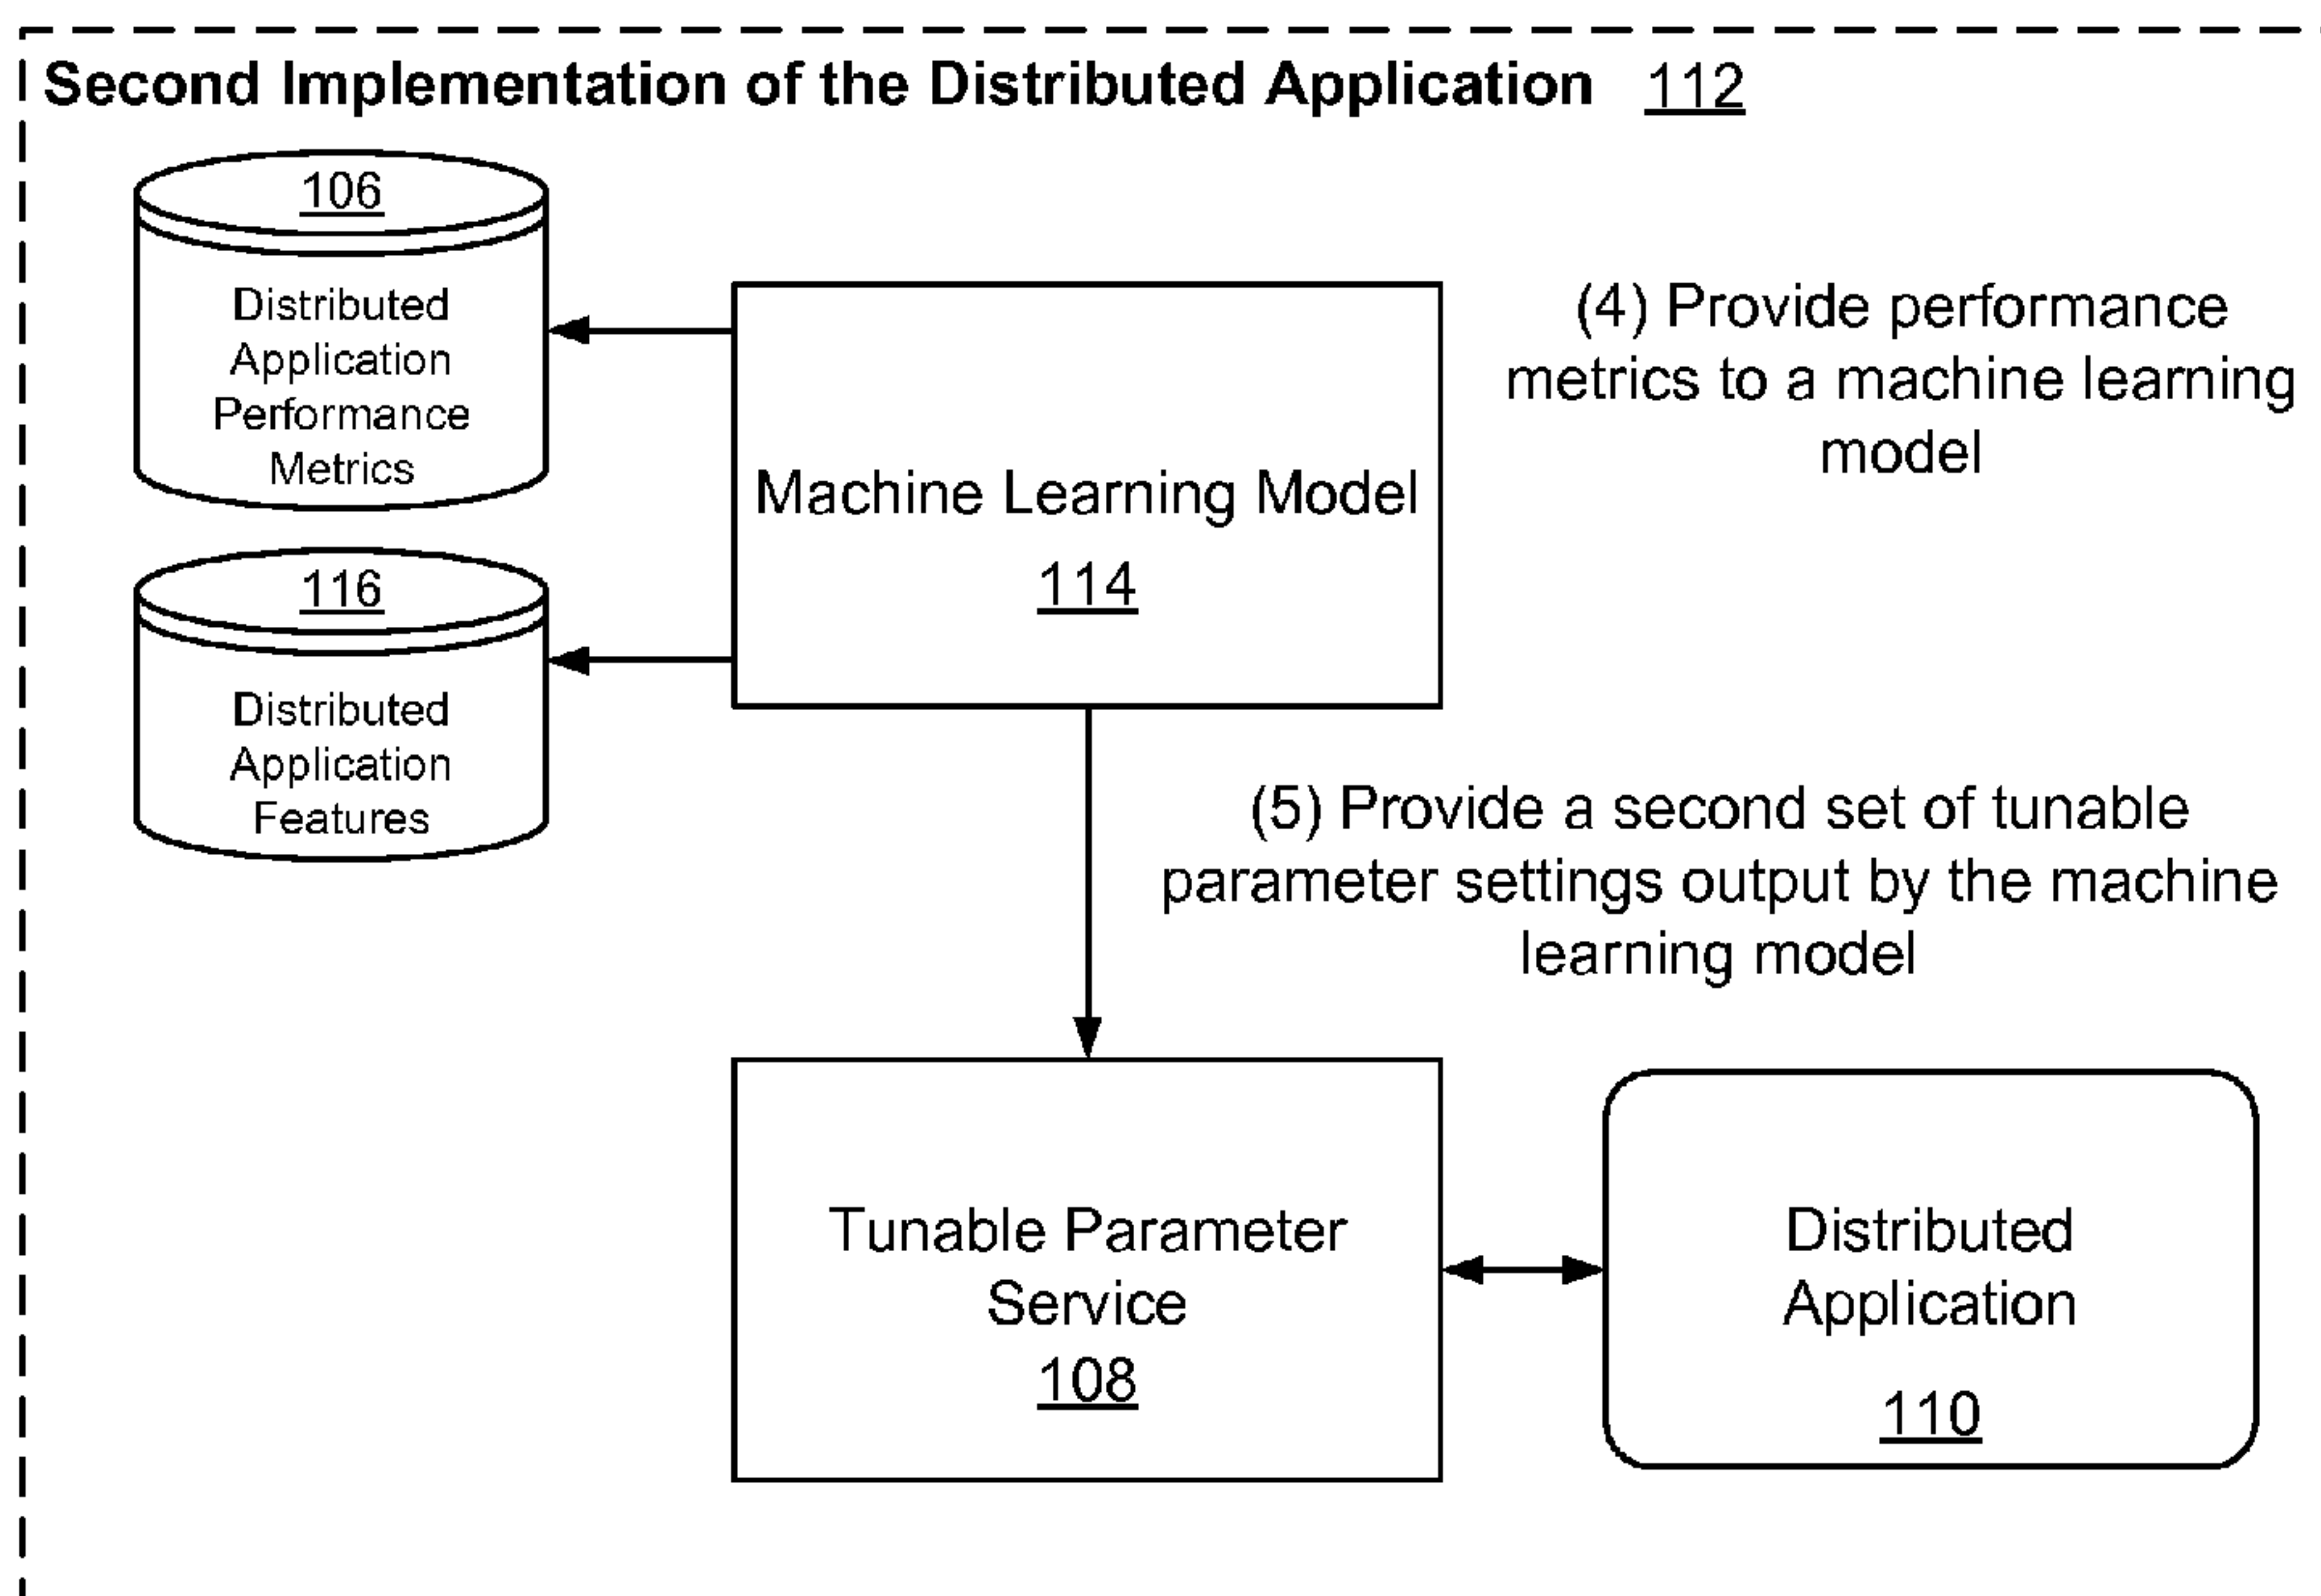 Second Implementation of the Distributed Application 112
106
Distributed
Application
Performance
Metrics
Machine Learning Model
114
(4) Provide performance
metrics to a machine learning
model
116
Distributed
Application
Features
(5) Provide a second set of tunable
parameter settings output by the machine
learning model
Tunable Parameter
Service
108
Distributed
Application
110